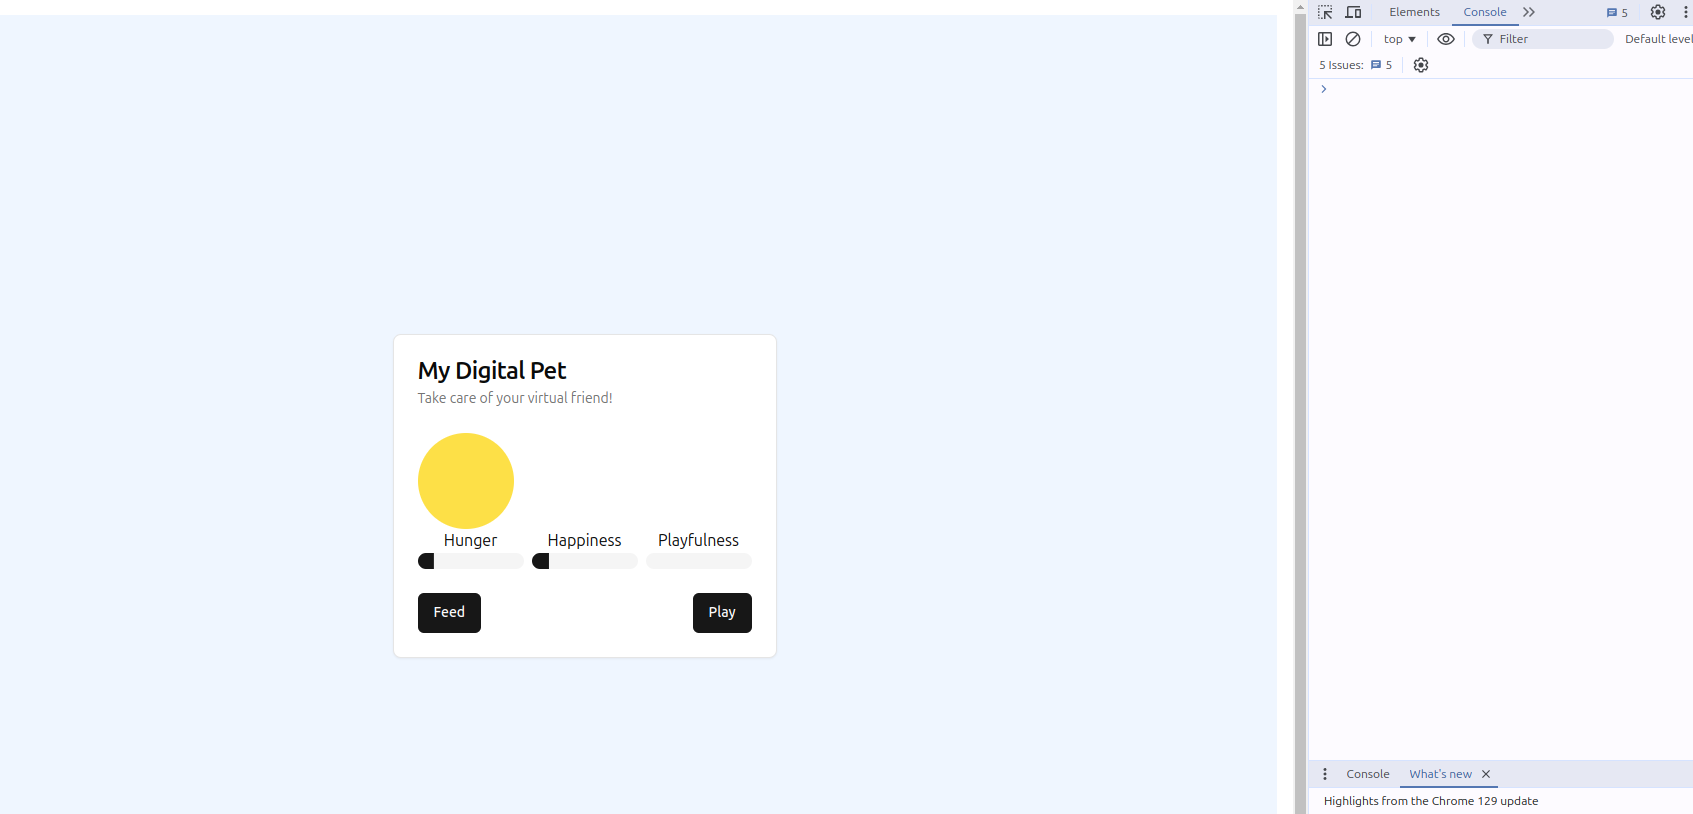 My Digital Pet
Take care of your virtual friend!
Hunger Happiness Playfulness
Feed Play
Elements Console 5
top Filter Default level
5 Issues: 5
Console What's new
Highlights from the Chrome 129 update